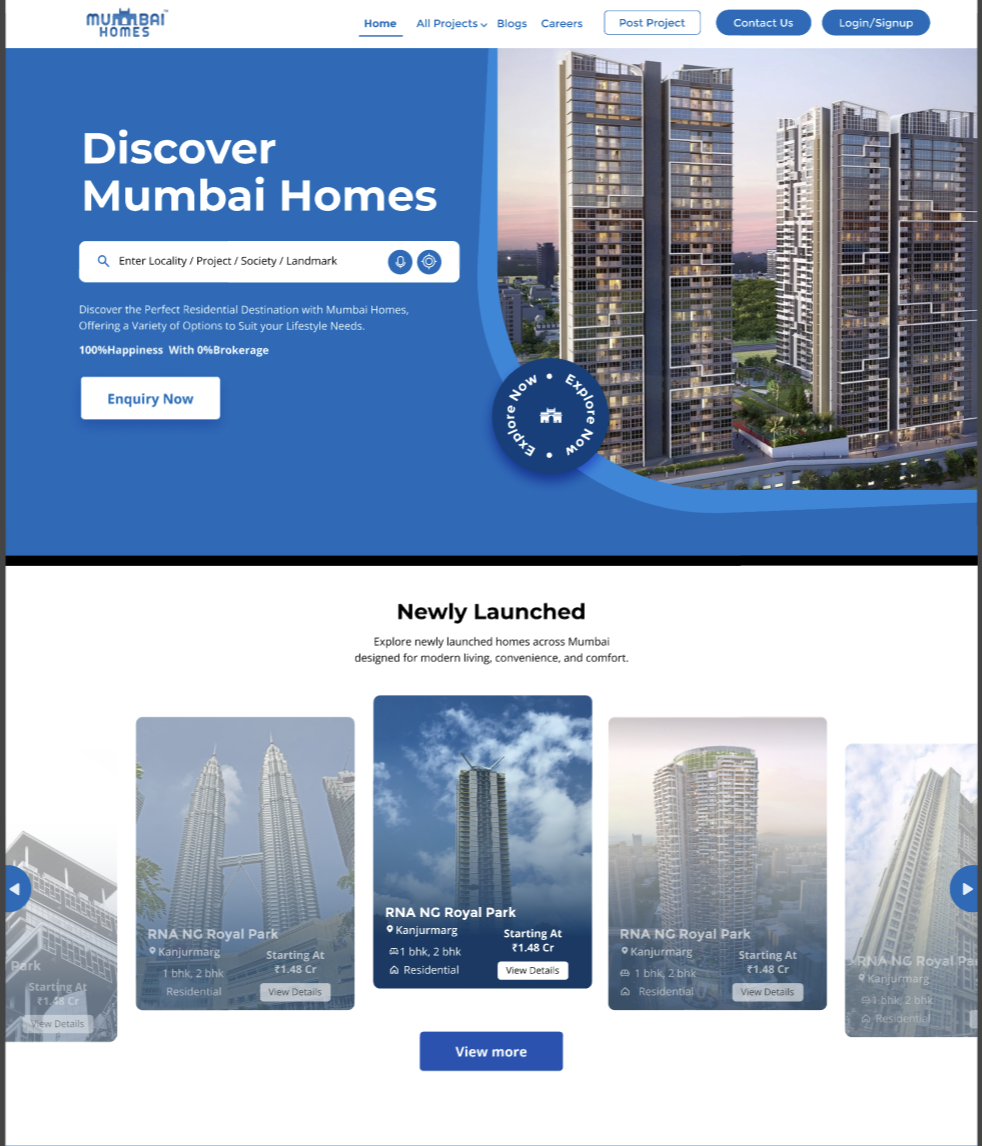 MUMBAI™
HOMES
Home
All Projects
Blogs
Careers
Post Project
Contact Us
Login/Signup
Discover
Mumbai Homes
Enter Locality / Project / Society / Landmark
Discover the Perfect Residential Destination with Mumbai Homes,
Offering a Variety of Options to Suit your Lifestyle Needs.
100%Happiness With 0%Brokerage
Enquiry Now
Explore Now • Explore Now •
Newly Launched
Explore newly launched homes across Mumbai
designed for modern living, convenience, and comfort.
Park
Starting At
₹1.48 Cr
View Details
RNA NG Royal Park
Kanjurmarg
Starting At
₹1.48 Cr
1 bhk, 2 bhk
Residential
View Details
RNA NG Royal Park
Kanjurmarg
Starting At
₹1.48 Cr
1 bhk, 2 bhk
Residential
View Details
RNA NG Royal Park
Kanjurmarg
Starting At
₹1.48 Cr
1 bhk, 2 bhk
Residential
View Details
RNA NG Royal Pa
Kanjurmarg
1 bhk, 2 bhk
Residential
View more